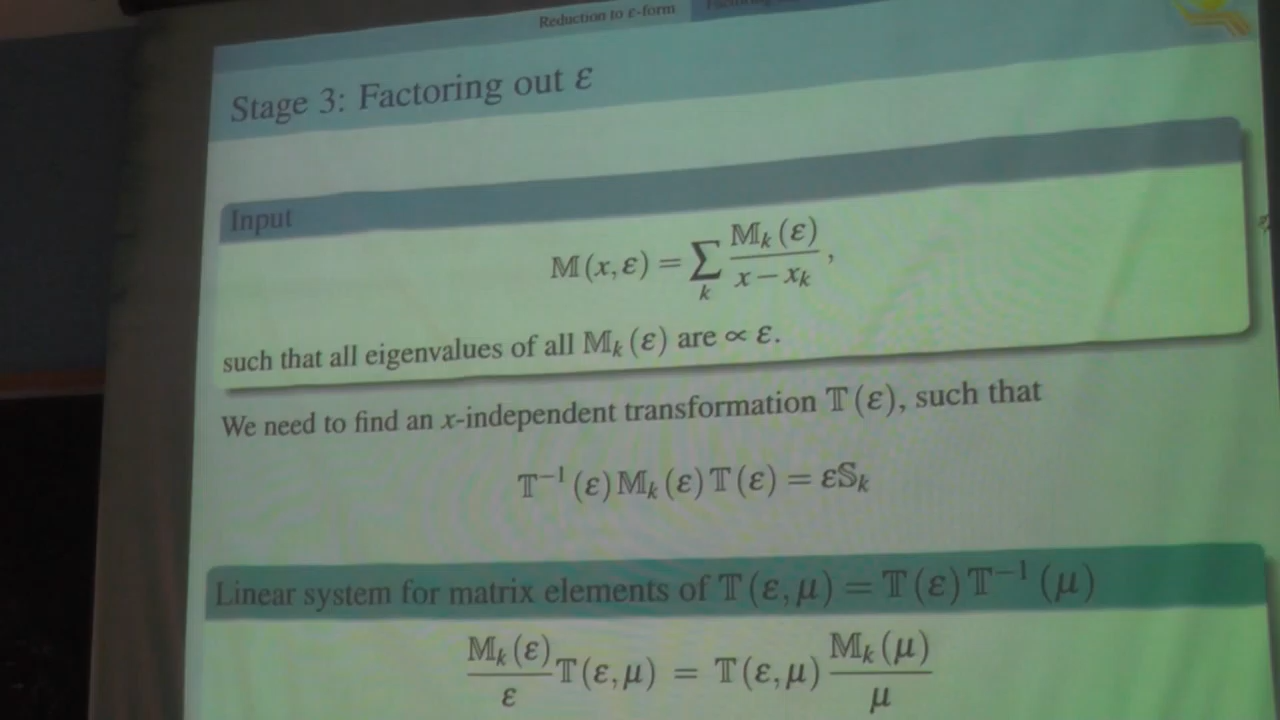 Reduction to ε-form
Stage 3: Factoring out ε
Input
𝕄(x,ε) = ∑_k 𝕄_k(ε) / (x − x_k) ,
such that all eigenvalues of all 𝕄_k(ε) are ∝ ε.
We need to find an x-independent transformation 𝕋(ε), such that
𝕋⁻¹(ε) 𝕄_k(ε) 𝕋(ε) = ε𝕊_k
Linear system for matrix elements of 𝕋(ε,μ) = 𝕋(ε) 𝕋⁻¹(μ)
𝕄_k(ε)/ε 𝕋(ε,μ) = 𝕋(ε,μ) 𝕄_k(μ)/μ